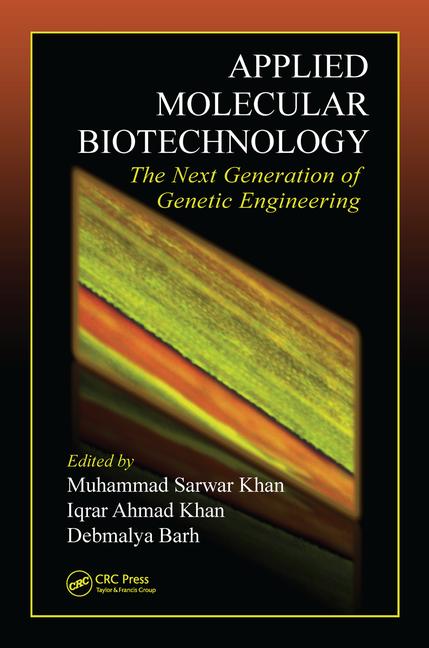 APPLIED
MOLECULAR
BIOTECHNOLOGY
The Next Generation of
Genetic Engineering
Edited by
Muhammad Sarwar Khan
Iqrar Ahmad Khan
Debmalya Barh
CRC
CRC Press
Taylor & Francis Group